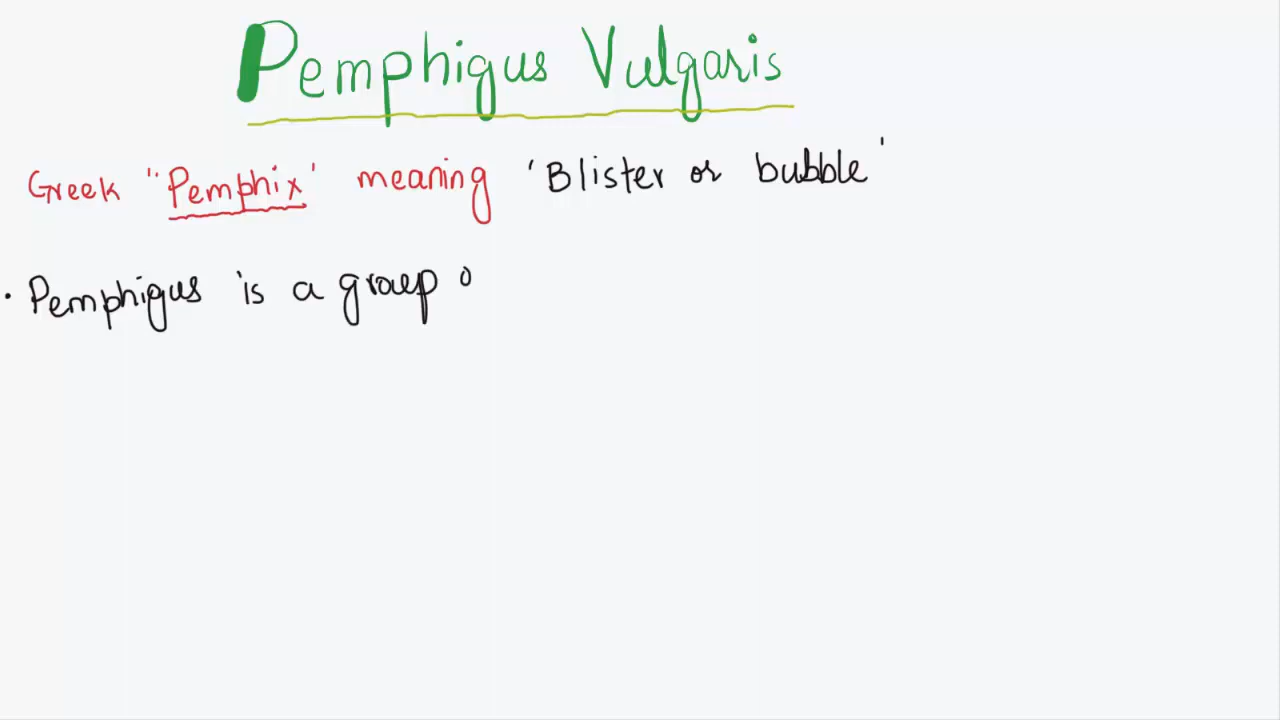 Pemphigus Vulgaris
Greek "Pemphix' meaning 'Blister or bubble'
· Pemphigus is a group o